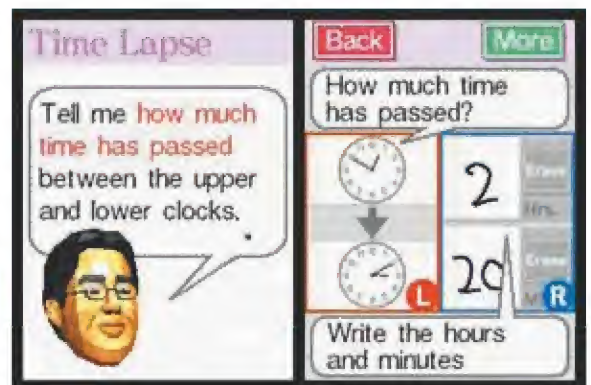 Time Lapse
Tell me how much
time has passed
between the upper
and lower clocks.
Back
More
How much time
has passed?
2
Erase
Hrs.
20
Erase
L
R
Write the hours
and minutes